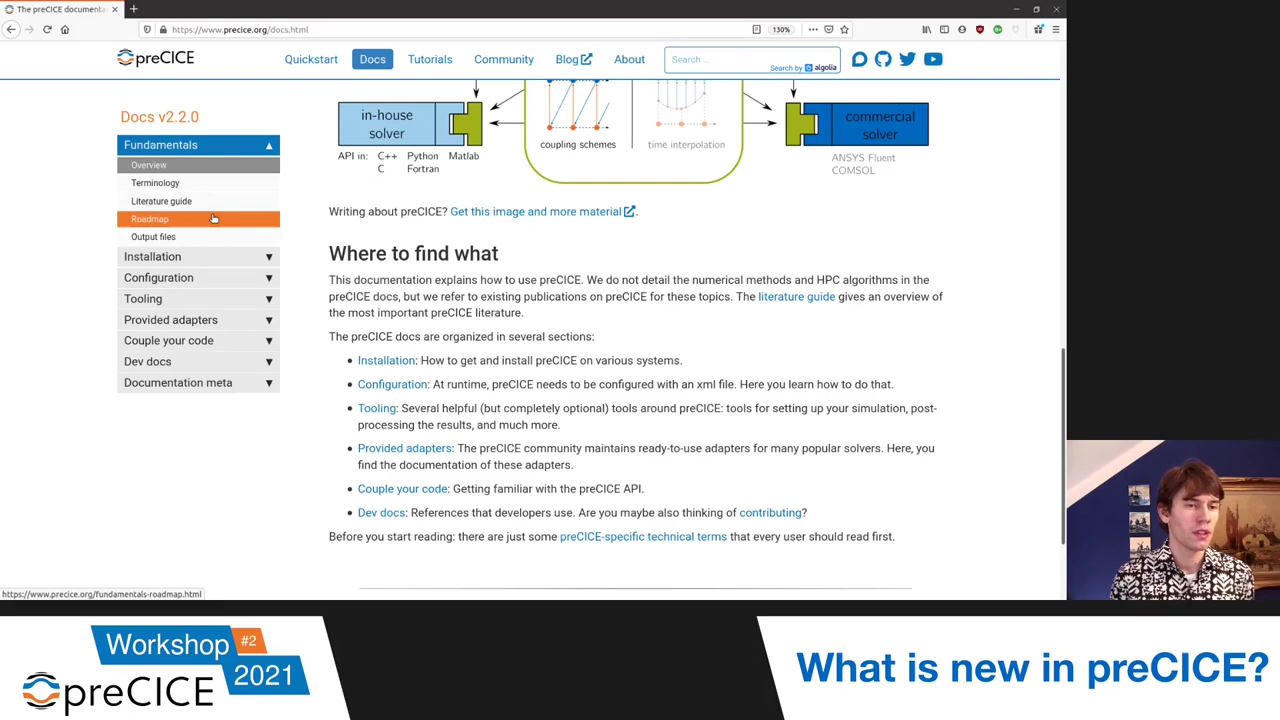 The preCICE documenta
https://www.precice.org/docs.html
130%
preCICE
Quickstart
Docs
Tutorials
Community
Blog
About
Search ...
Search by algolia
Docs v2.2.0
Fundamentals
Overview
Terminology
Literature guide
Roadmap
Output files
Installation
Configuration
Tooling
Provided adapters
Couple your code
Dev docs
Documentation meta
in-house
solver
API in: C++ Python Matlab
C Fortran
coupling schemes
time interpolation
commercial
solver
ANSYS Fluent
COMSOL
Writing about preCICE? Get this image and more material.
Where to find what
This documentation explains how to use preCICE. We do not detail the numerical methods and HPC algorithms in the
preCICE docs, but we refer to existing publications on preCICE for these topics. The literature guide gives an overview of
the most important preCICE literature.
The preCICE docs are organized in several sections:
Installation: How to get and install preCICE on various systems.
Configuration: At runtime, preCICE needs to be configured with an xml file. Here you learn how to do that.
Tooling: Several helpful (but completely optional) tools around preCICE: tools for setting up your simulation, post-
processing the results, and much more.
Provided adapters: The preCICE community maintains ready-to-use adapters for many popular solvers. Here, you
find the documentation of these adapters.
Couple your code: Getting familiar with the preCICE API.
Dev docs: References that developers use. Are you maybe also thinking of contributing?
Before you start reading: there are just some preCICE-specific technical terms that every user should read first.
https://www.precice.org/fundamentals-roadmap.html
Workshop #2
2021
preCICE
What is new in preCICE?